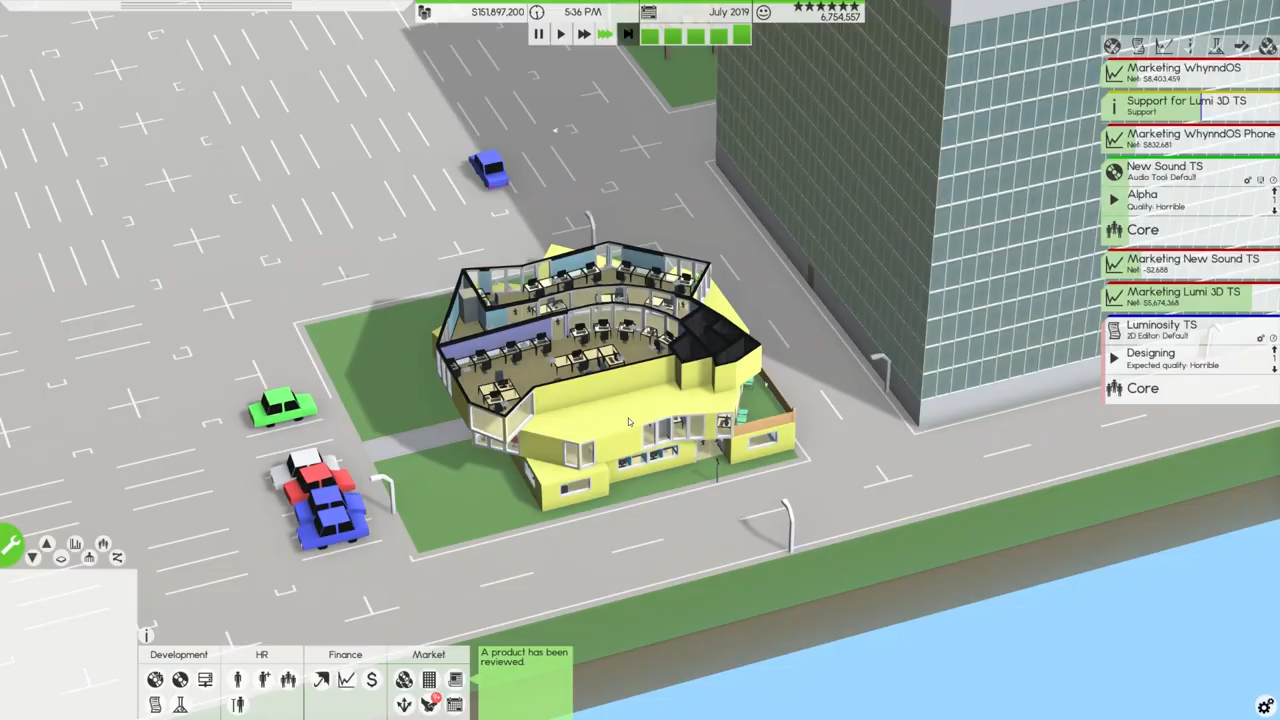 $151,897,200
5:36 P/M
July 2019
6,754,557
Marketing WhynndOS
Net: $8,403,459
Support for Lumi 3D TS
Support
Marketing WhynndOS Phone
Net: $832,681
New Sound TS
Audio Tool: Default
Alpha
Quality: Horrible
1
Core
Marketing New Sound TS
Net: -$2,688
Marketing Lumi 3D TS
Net: $5,674,368
Luminosity TS
2D Editor: Default
Designing
Expected quality: Horrible
1
Core
Development
HR
Finance
Market
A product has been
reviewed.